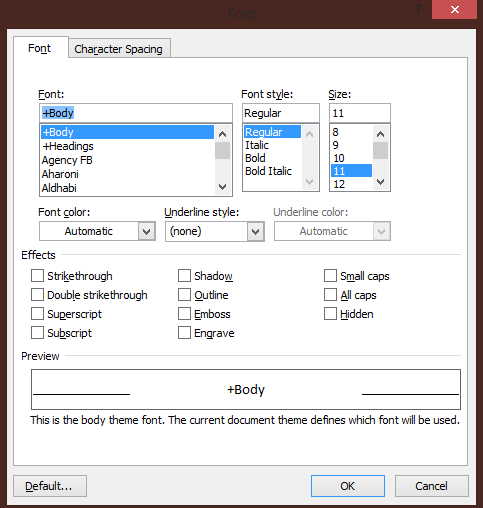 Font
Font Character Spacing
Font: Font style: Size:
+Body Regular 11
+Body Regular 8
+Headings Italic 9
Agency FB Bold 10
Aharoni Bold Italic 11
Aldhabi 12
Font color: Underline style: Underline color:
Automatic (none) Automatic
Effects
Strikethrough Shadow Small caps
Double strikethrough Outline All caps
Superscript Emboss Hidden
Subscript Engrave
Preview
+Body
This is the body theme font. The current document theme defines which font will be used.
Default... OK Cancel